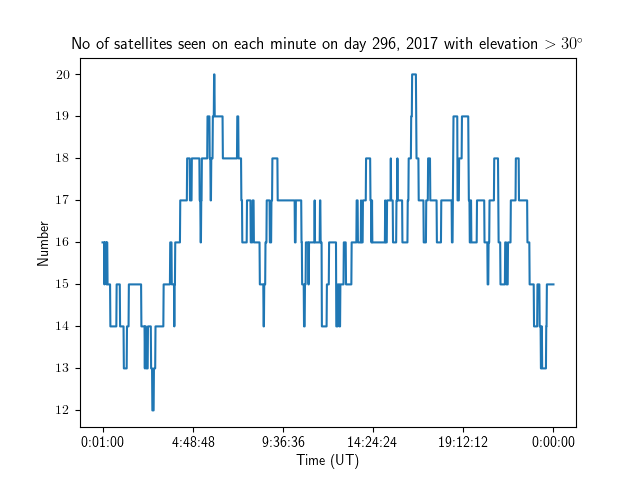 No of satellites seen on each minute on day 296, 2017 with elevation > 30°
20
19
18
17
16
15
14
13
12
Number
0:01:00 4:48:48 9:36:36 14:24:24 19:12:12 0:00:00
Time (UT)